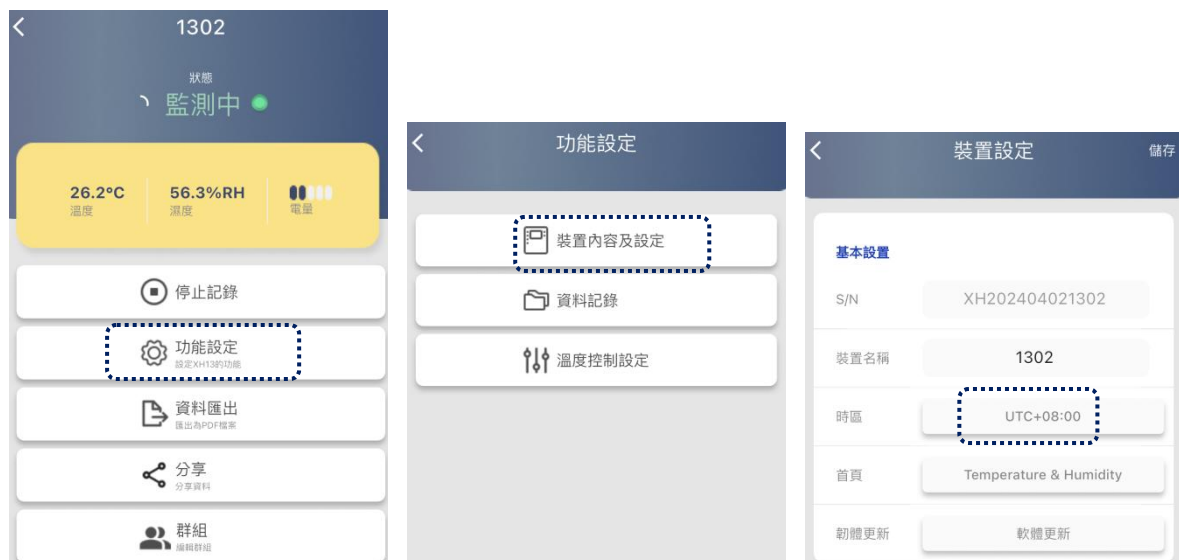 1302
狀態
監測中
26.2°C
溫度
56.3%RH
濕度
電量
停止記錄
功能設定
設定XH13的功能
資料匯出
匯出為PDF檔案
分享
分享資料
群組
編輯群組
功能設定
裝置內容及設定
資料記錄
溫度控制設定
裝置設定
儲存
基本設置
S/N
XH202404021302
裝置名稱
1302
時區
UTC+08:00
首頁
Temperature & Humidity
韌體更新
軟體更新